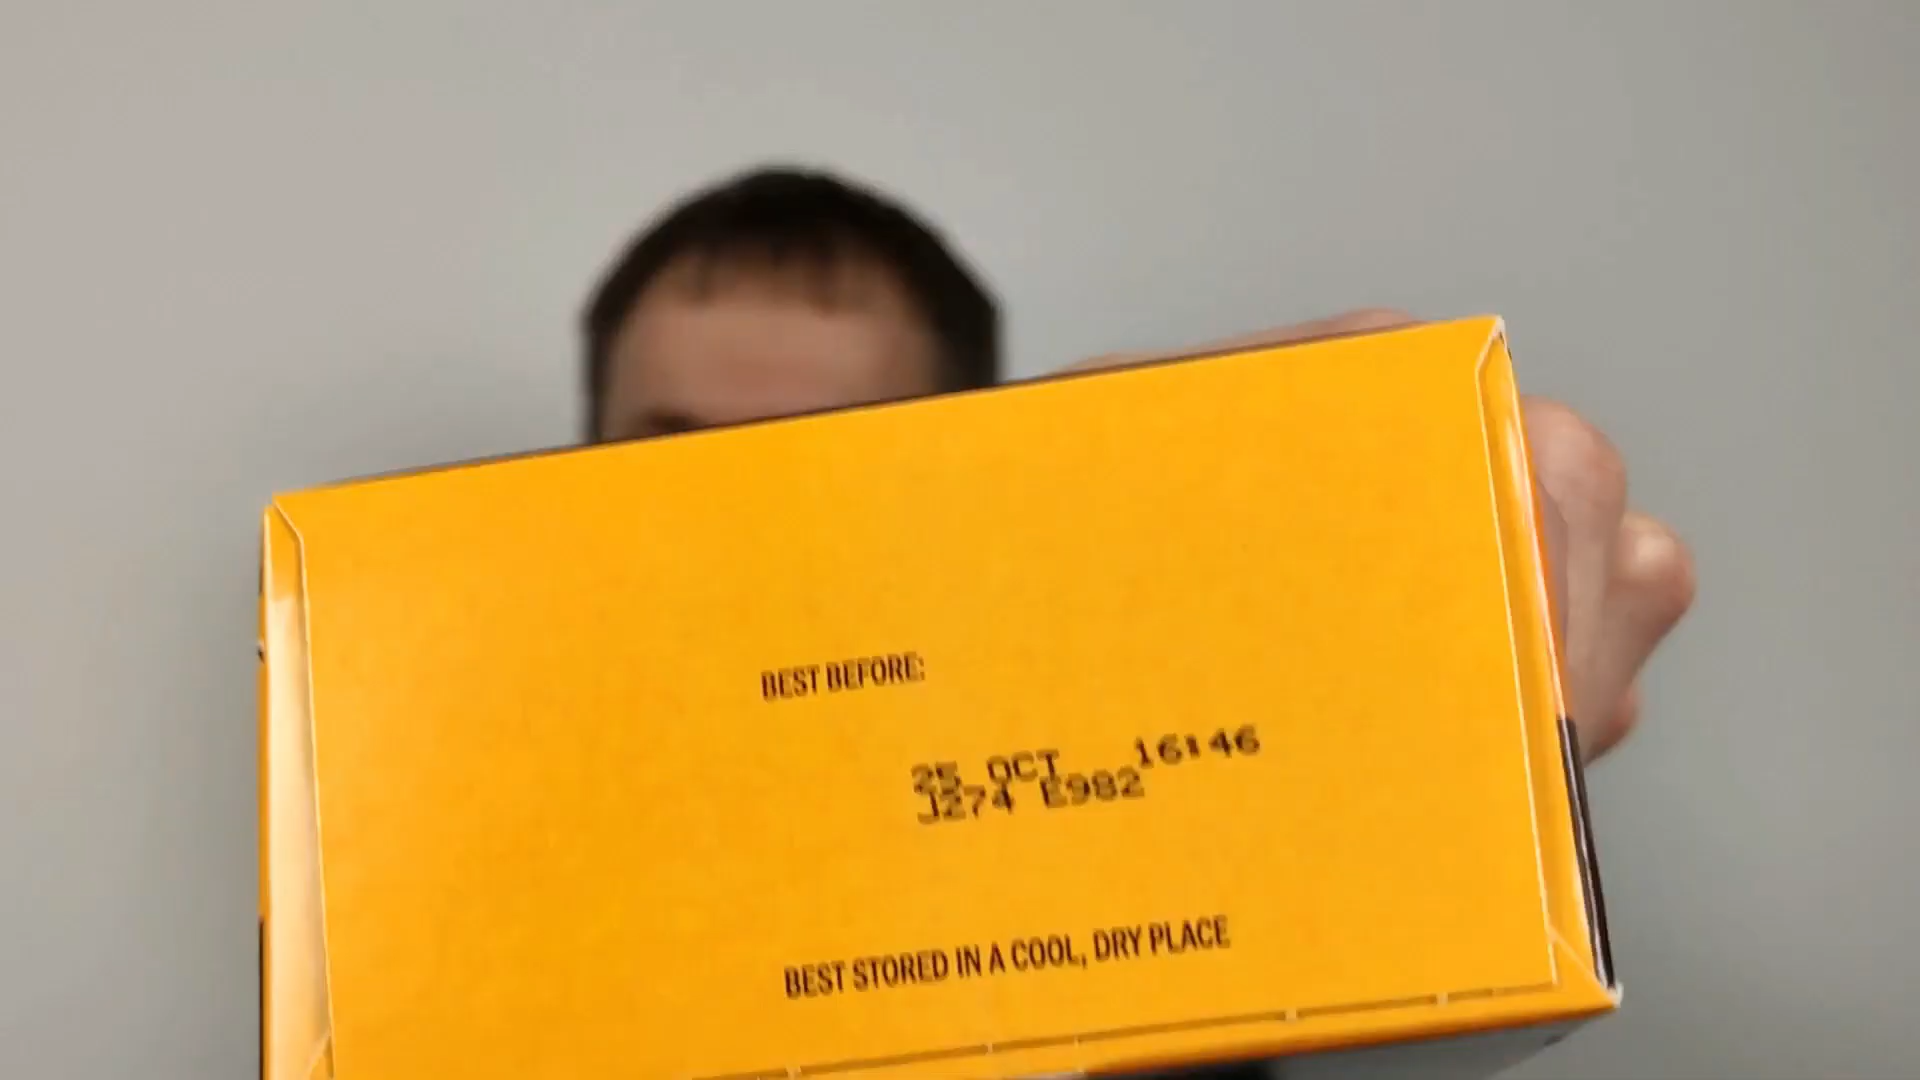 BEST BEFORE:
25 OCT 16:46
J274 E982
BEST STORED IN A COOL, DRY PLACE